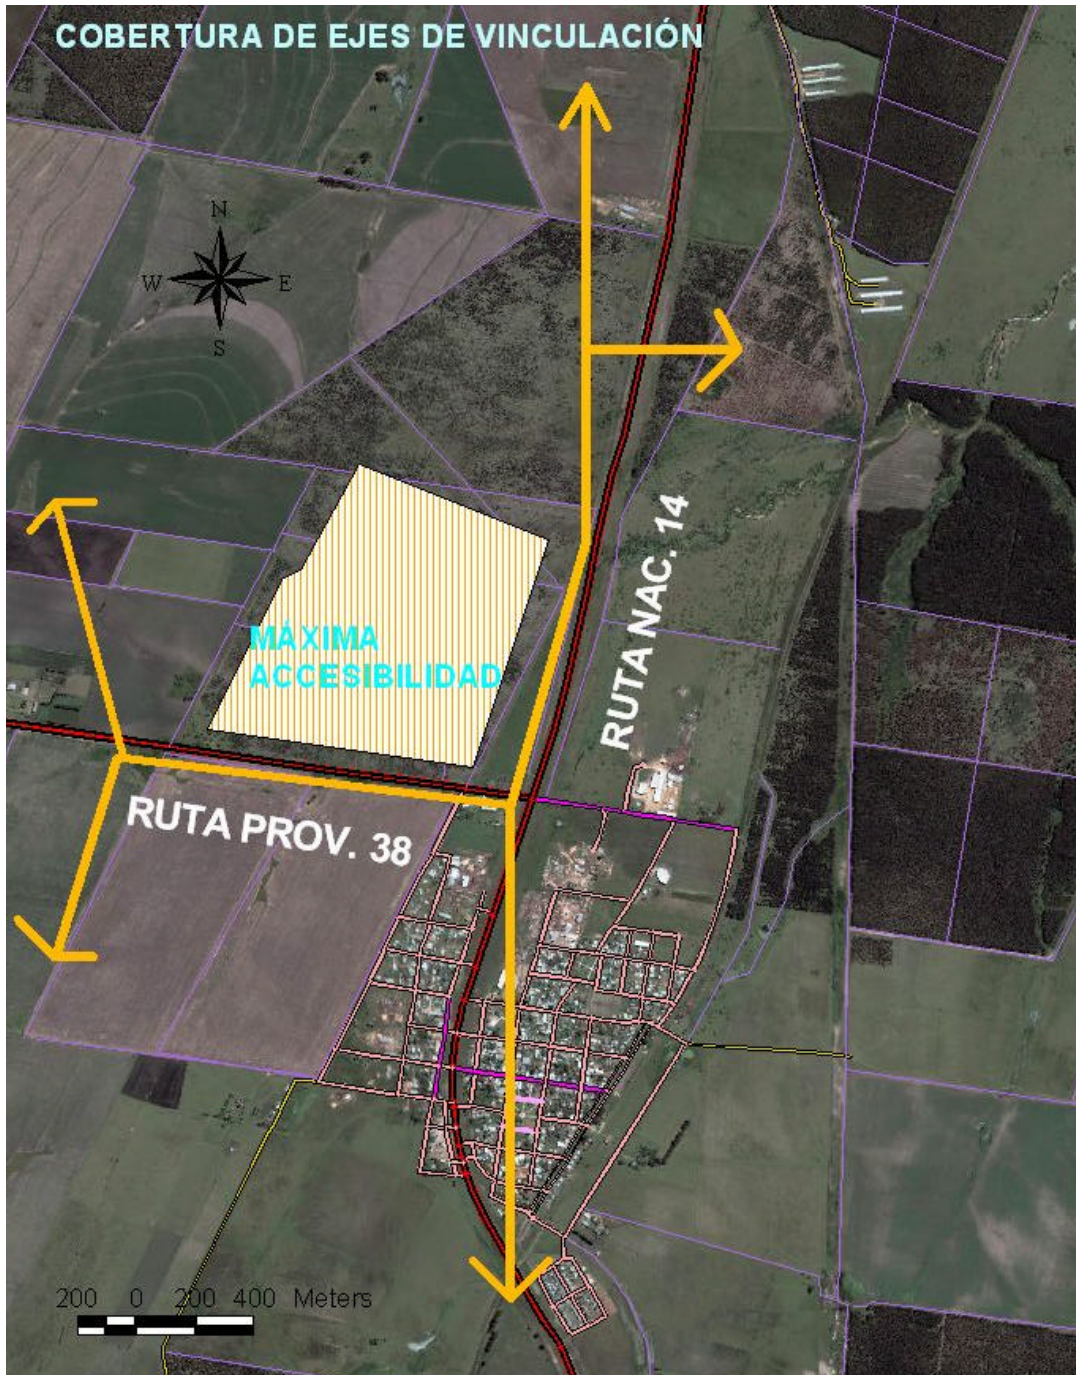 COBERTURA DE EJES DE VINCULACIÓN
N
W E
S
RUTA NAC. 14
MÁXIMA
ACCESIBILIDAD
RUTA PROV. 38
200 0 200 400 Meters